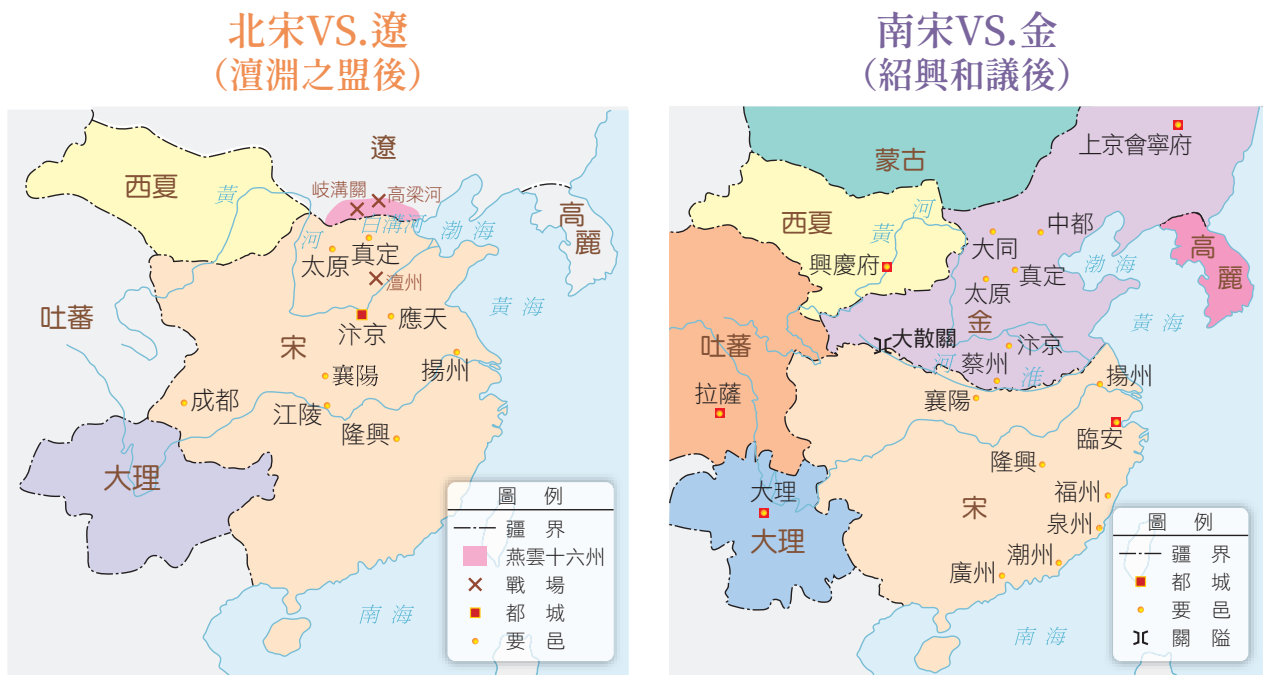 北宋VS.遼
（澶淵之盟後）
遼
西夏
黃
河
岐溝關
高梁河
白溝河
渤海
高麗
太原
真定
澶州
黃海
吐蕃
汴京
應天
宋
襄陽
揚州
成都
江陵
隆興
大理
南海
圖例
疆界
燕雲十六州
戰場
都城
要邑
南宋VS.金
（紹興和議後）
上京會寧府
蒙古
西夏
黃
河
中都
大同
高麗
興慶府
渤海
真定
太原
金
黃海
大散關
吐蕃
汴京
河
蔡州
淮
揚州
拉薩
襄陽
臨安
隆興
大理
福州
宋
泉州
大理
潮州
廣州
南海
圖例
疆界
都城
要邑
關隘